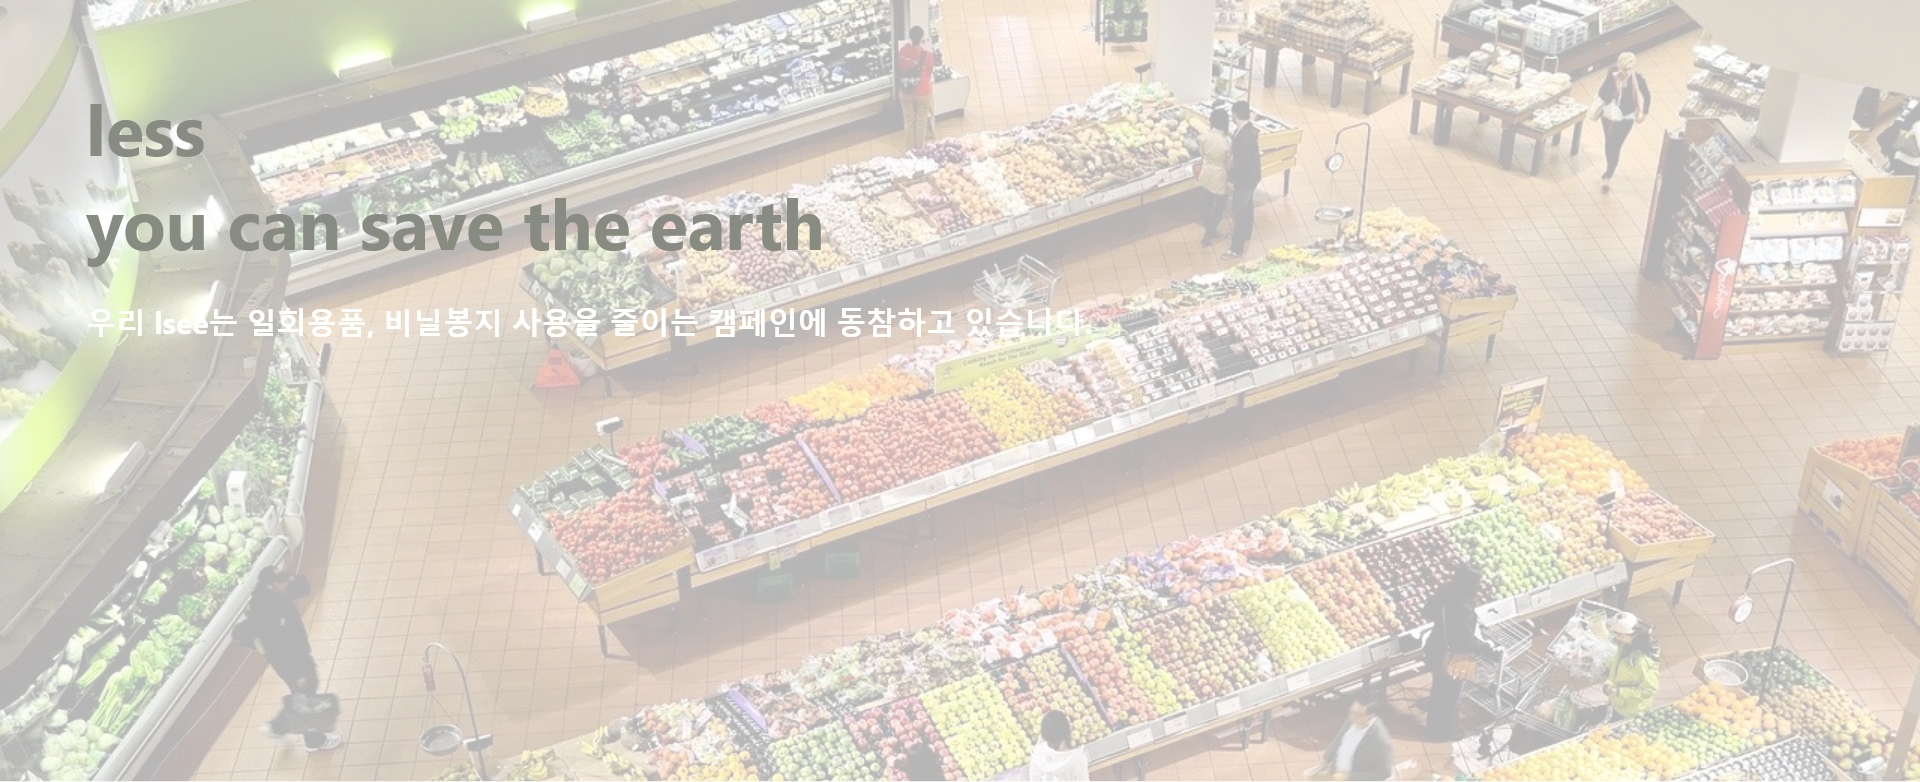 less
you can save the earth
우리 lsee는 일회용품, 비닐봉지 사용을 줄이는 캠페인에 동참하고 있습니다.